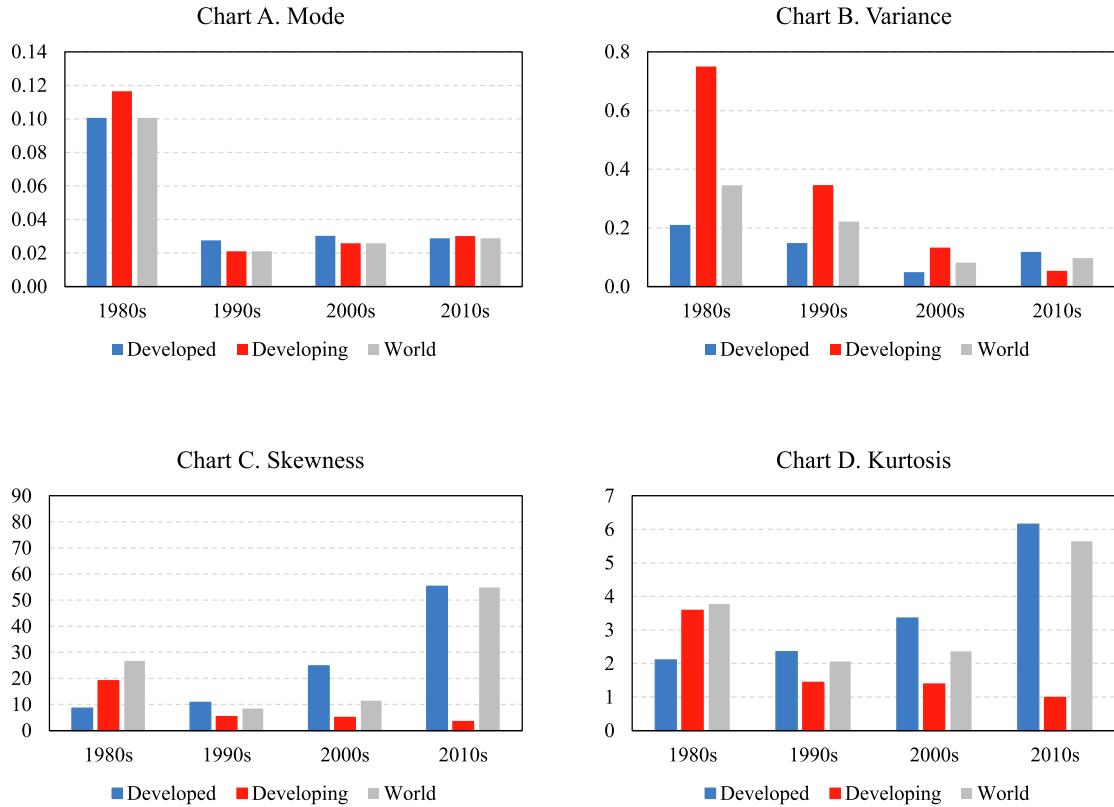 Chart A. Mode
0.14
0.12
0.10
0.08
0.06
0.04
0.02
0.00
1980s 1990s 2000s 2010s
Developed Developing World
Chart B. Variance
0.8
0.6
0.4
0.2
0.0
1980s 1990s 2000s 2010s
Developed Developing World
Chart C. Skewness
90
80
70
60
50
40
30
20
10
0
1980s 1990s 2000s 2010s
Developed Developing World
Chart D. Kurtosis
7
6
5
4
3
2
1
0
1980s 1990s 2000s 2010s
Developed Developing World